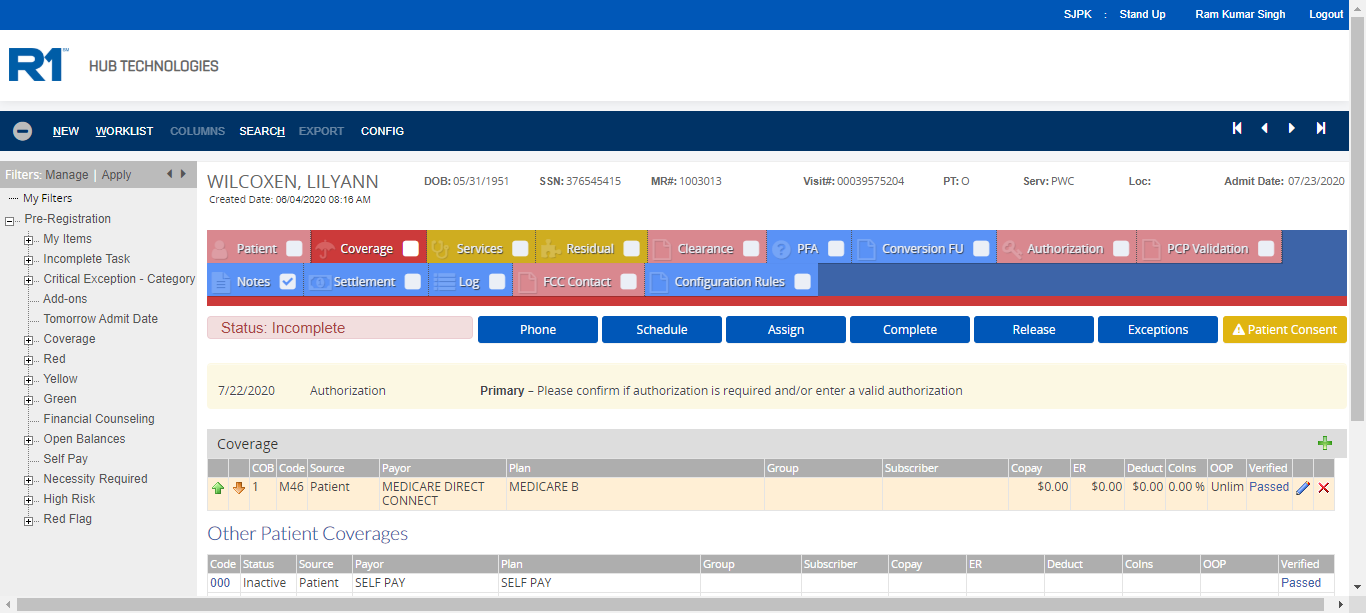 SJPK : Stand Up Ram Kumar Singh Logout
R1 HUB TECHNOLOGIES
NEW WORKLIST COLUMNS SEARCH EXPORT CONFIG
Filters: Manage | Apply
My Filters
Pre-Registration
My Items
Incomplete Task
Critical Exception - Category
Add-ons
Tomorrow Admit Date
Coverage
Red
Yellow
Green
Financial Counseling
Open Balances
Self Pay
Necessity Required
High Risk
Red Flag
WILCOXEN, LILYANN DOB: 05/31/1951 SSN: 376545415 MR#: 1003013 Visit#: 00039575204 PT: O Serv: PWC Loc: Admit Date: 07/23/2020
Created Date: 06/04/2020 08:16 AM
Patient Coverage Services Residual Clearance PFA Conversion FU Authorization PCP Validation
Notes Settlement Log FCC Contact Configuration Rules
Status: Incomplete Phone Schedule Assign Complete Release Exceptions Patient Consent
7/22/2020 Authorization Primary – Please confirm if authorization is required and/or enter a valid authorization
Coverage
COB Code Source Payor Plan Group Subscriber Copay ER Deduct CoIns OOP Verified
1 M46 Patient MEDICARE DIRECT MEDICARE B $0.00 $0.00 $0.00 0.00 % Unlim Passed
CONNECT
Other Patient Coverages
Code Status Source Payor Plan Group Subscriber Copay ER Deduct CoIns OOP Verified
000 Inactive Patient SELF PAY SELF PAY Passed